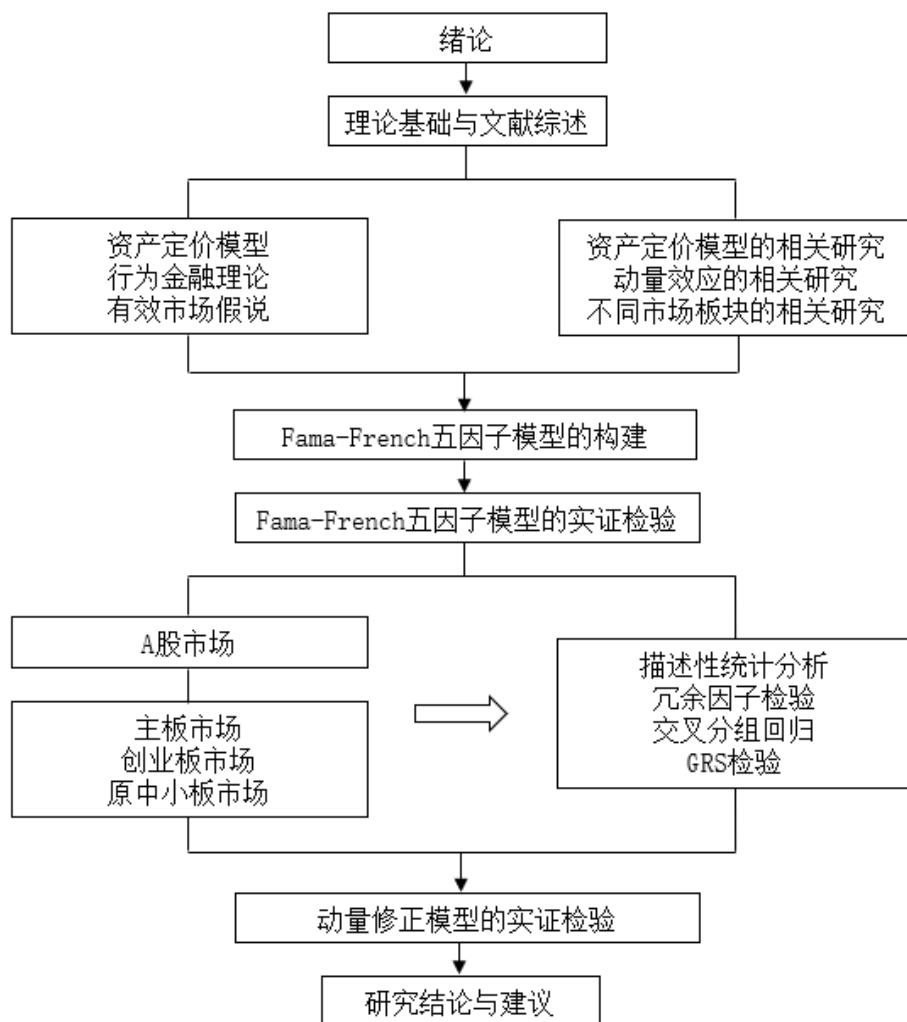 绪论
理论基础与文献综述
资产定价模型
行为金融理论
有效市场假说
资产定价模型的相关研究
动量效应的相关研究
不同市场板块的相关研究
Fama-French五因子模型的构建
Fama-French五因子模型的实证检验
A股市场
主板市场
创业板市场
原中小板市场
描述性统计分析
冗余因子检验
交叉分组回归
GRS检验
动量修正模型的实证检验
研究结论与建议